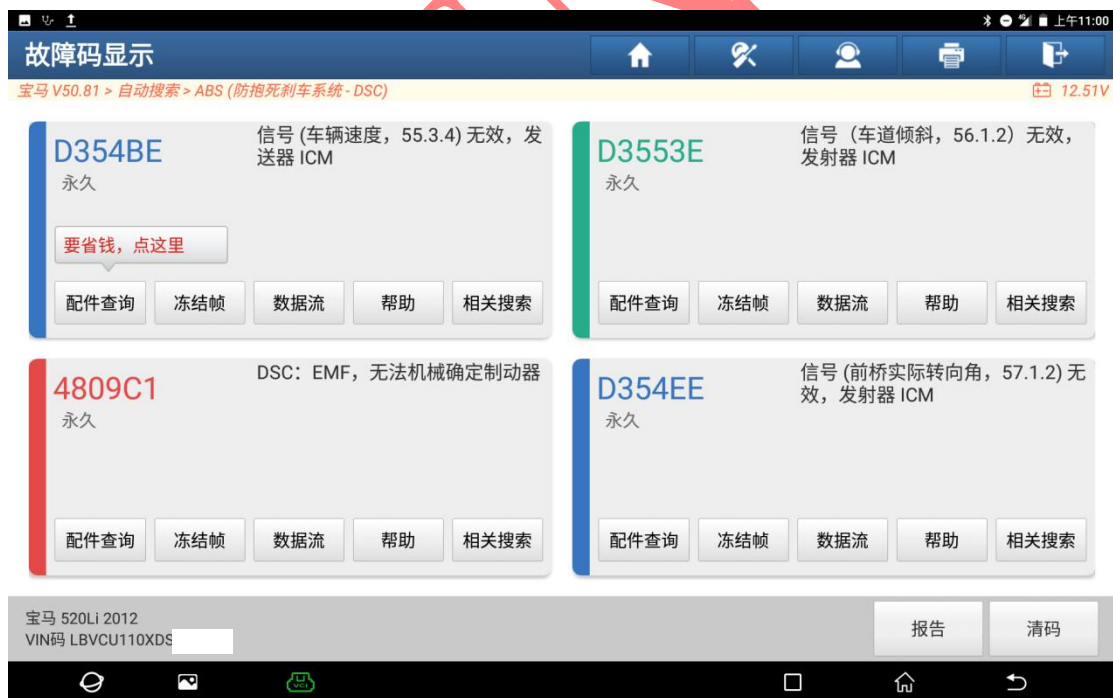 上午11:00
故障码显示
宝马 V50.81 > 自动搜索 > ABS (防抱死刹车系统 - DSC)
12.51V
D354BE
永久
信号 (车辆速度，55.3.4) 无效，发
送器 ICM
要省钱，点这里
配件查询 冻结帧 数据流 帮助 相关搜索
D3553E
永久
信号（车道倾斜，56.1.2）无效，
发射器 ICM
配件查询 冻结帧 数据流 帮助 相关搜索
4809C1
永久
DSC：EMF，无法机械确定制动器
配件查询 冻结帧 数据流 帮助 相关搜索
D354EE
永久
信号 (前桥实际转向角，57.1.2) 无
效，发射器 ICM
配件查询 冻结帧 数据流 帮助 相关搜索
宝马 520Li 2012
VIN码 LBVCU110XDS
报告 清码
VCI